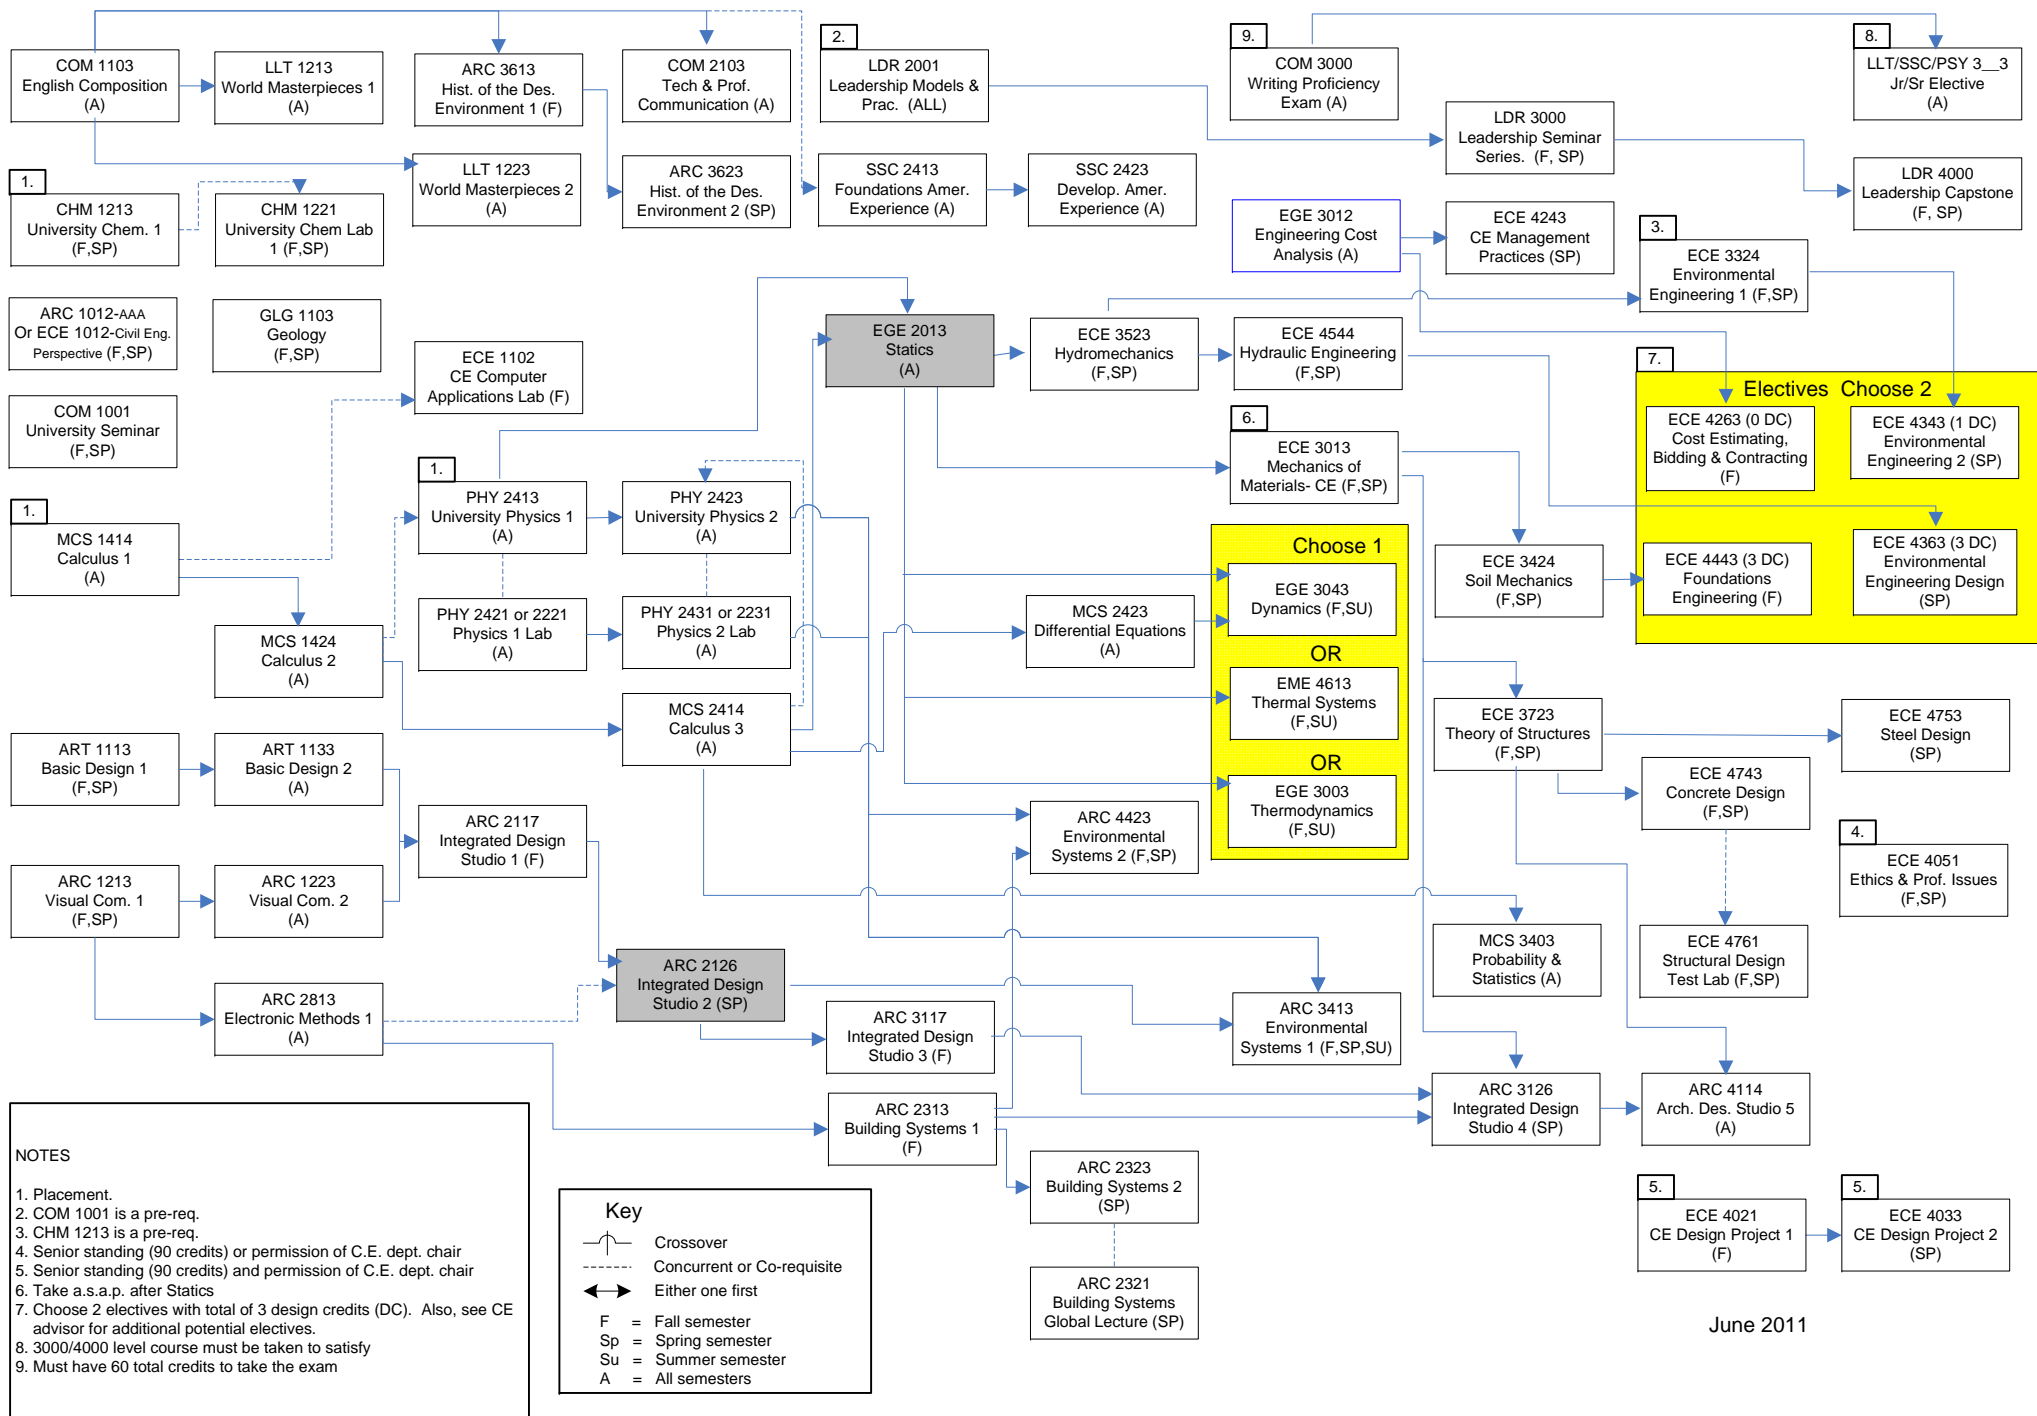 COM 1103
English Composition
(A)
LLT 1213
World Masterpieces 1
(A)
ARC 3613
Hist. of the Des.
Environment 1 (F)
COM 2103
Tech & Prof.
Communication (A)
2.
LDR 2001
Leadership Models &
Prac.  (ALL)
9.
COM 3000
Writing Proficiency
Exam (A)
8.
LLT/SSC/PSY 3__3
Jr/Sr Elective
(A)
LDR 3000
Leadership Seminar
Series. (F, SP)
LLT 1223
World Masterpieces 2
(A)
ARC 3623
Hist. of the Des.
Environment 2 (SP)
SSC 2413
Foundations Amer.
Experience (A)
SSC 2423
Develop. Amer.
Experience (A)
LDR 4000
Leadership Capstone
(F, SP)
1.
CHM 1213
University Chem. 1
(F,SP)
CHM 1221
University Chem Lab
1 (F,SP)
EGE 3012
Engineering Cost
Analysis (A)
ECE 4243
CE Management
Practices (SP)
3.
ECE 3324
Environmental
Engineering 1 (F,SP)
ARC 1012-AAA
Or ECE 1012-Civil Eng.
Perspective (F,SP)
GLG 1103
Geology
(F,SP)
EGE 2013
Statics
(A)
ECE 3523
Hydromechanics
(F,SP)
ECE 4544
Hydraulic Engineering
(F,SP)
ECE 1102
CE Computer
Applications Lab (F)
7.
Electives  Choose 2
ECE 4263 (0 DC)
Cost Estimating,
Bidding & Contracting
(F)
ECE 4343 (1 DC)
Environmental
Engineering 2 (SP)
COM 1001
University Seminar
(F,SP)
6.
ECE 3013
Mechanics of
Materials- CE (F,SP)
1.
PHY 2413
University Physics 1
(A)
PHY 2423
University Physics 2
(A)
1.
MCS 1414
Calculus 1
(A)
Choose 1
EGE 3043
Dynamics (F,SU)
ECE 3424
Soil Mechanics
(F,SP)
ECE 4443 (3 DC)
Foundations
Engineering (F)
ECE 4363 (3 DC)
Environmental
Engineering Design
(SP)
MCS 1424
Calculus 2
(A)
PHY 2421 or 2221
Physics 1 Lab
(A)
PHY 2431 or 2231
Physics 2 Lab
(A)
MCS 2423
Differential Equations
(A)
OR
EME 4613
Thermal Systems
(F,SU)
MCS 2414
Calculus 3
(A)
ECE 3723
Theory of Structures
(F,SP)
ECE 4753
Steel Design
(SP)
ART 1113
Basic Design 1
(F,SP)
ART 1133
Basic Design 2
(A)
OR
EGE 3003
Thermodynamics
(F,SU)
ECE 4743
Concrete Design
(F,SP)
ARC 2117
Integrated Design
Studio 1 (F)
ARC 4423
Environmental
Systems 2 (F,SP)
4.
ECE 4051
Ethics & Prof. Issues
(F,SP)
ARC 1213
Visual Com. 1
(F,SP)
ARC 1223
Visual Com. 2
(A)
MCS 3403
Probability &
Statistics (A)
ECE 4761
Structural Design
Test Lab (F,SP)
ARC 2126
Integrated Design
Studio 2 (SP)
ARC 2813
Electronic Methods 1
(A)
ARC 3117
Integrated Design
Studio 3 (F)
ARC 3413
Environmental
Systems 1 (F,SP,SU)
ARC 2313
Building Systems 1
(F)
ARC 3126
Integrated Design
Studio 4 (SP)
ARC 4114
Arch. Des. Studio 5
(A)
ARC 2323
Building Systems 2
(SP)
ARC 2321
Building Systems
Global Lecture (SP)
5.
ECE 4021
CE Design Project 1
(F)
5.
ECE 4033
CE Design Project 2
(SP)
NOTES
1. Placement.
2. COM 1001 is a pre-req.
3. CHM 1213 is a pre-req.
4. Senior standing (90 credits) or permission of C.E. dept. chair
5. Senior standing (90 credits) and permission of C.E. dept. chair
6. Take a.s.a.p. after Statics
7. Choose 2 electives with total of 3 design credits (DC).  Also, see CE
advisor for additional potential electives.
8. 3000/4000 level course must be taken to satisfy
9. Must have 60 total credits to take the exam
Key
Crossover
Concurrent or Co-requisite
Either one first
F = Fall semester
Sp = Spring semester
Su = Summer semester
A = All semesters
June 2011